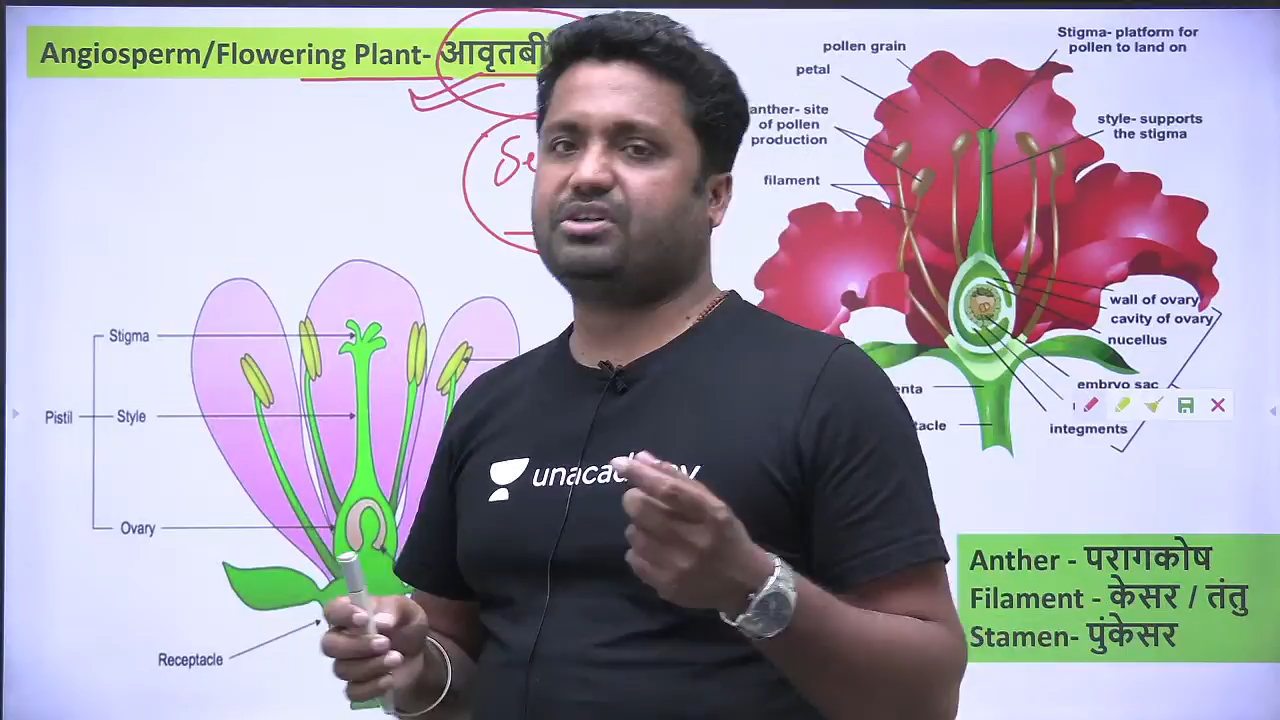 Angiosperm/Flowering Plant- आवृतबी
Stigma
Pistil
Style
Ovary
Receptacle
pollen grain
petal
anther- site
of pollen
production
filament
Stigma- platform for
pollen to land on
style- supports
the stigma
wall of ovary
cavity of ovary
nucellus
embryo sac
integments
unacademy
Anther - परागकोष
Filament - केसर / तंतु
Stamen- पुंकेसर